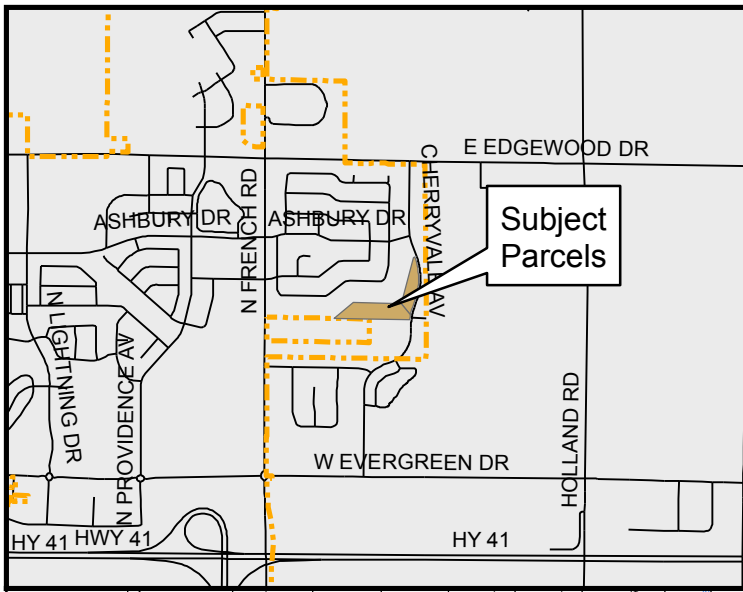 E EDGEWOOD DR
CHERRYVALE AV
N FRENCH RD
ASHBURY DR
ASHBURY DR
Subject
Parcels
N LIGHTNING DR
N PROVIDENCE AV
HOLLAND RD
W EVERGREEN DR
HY 41
HWY 41
HY 41